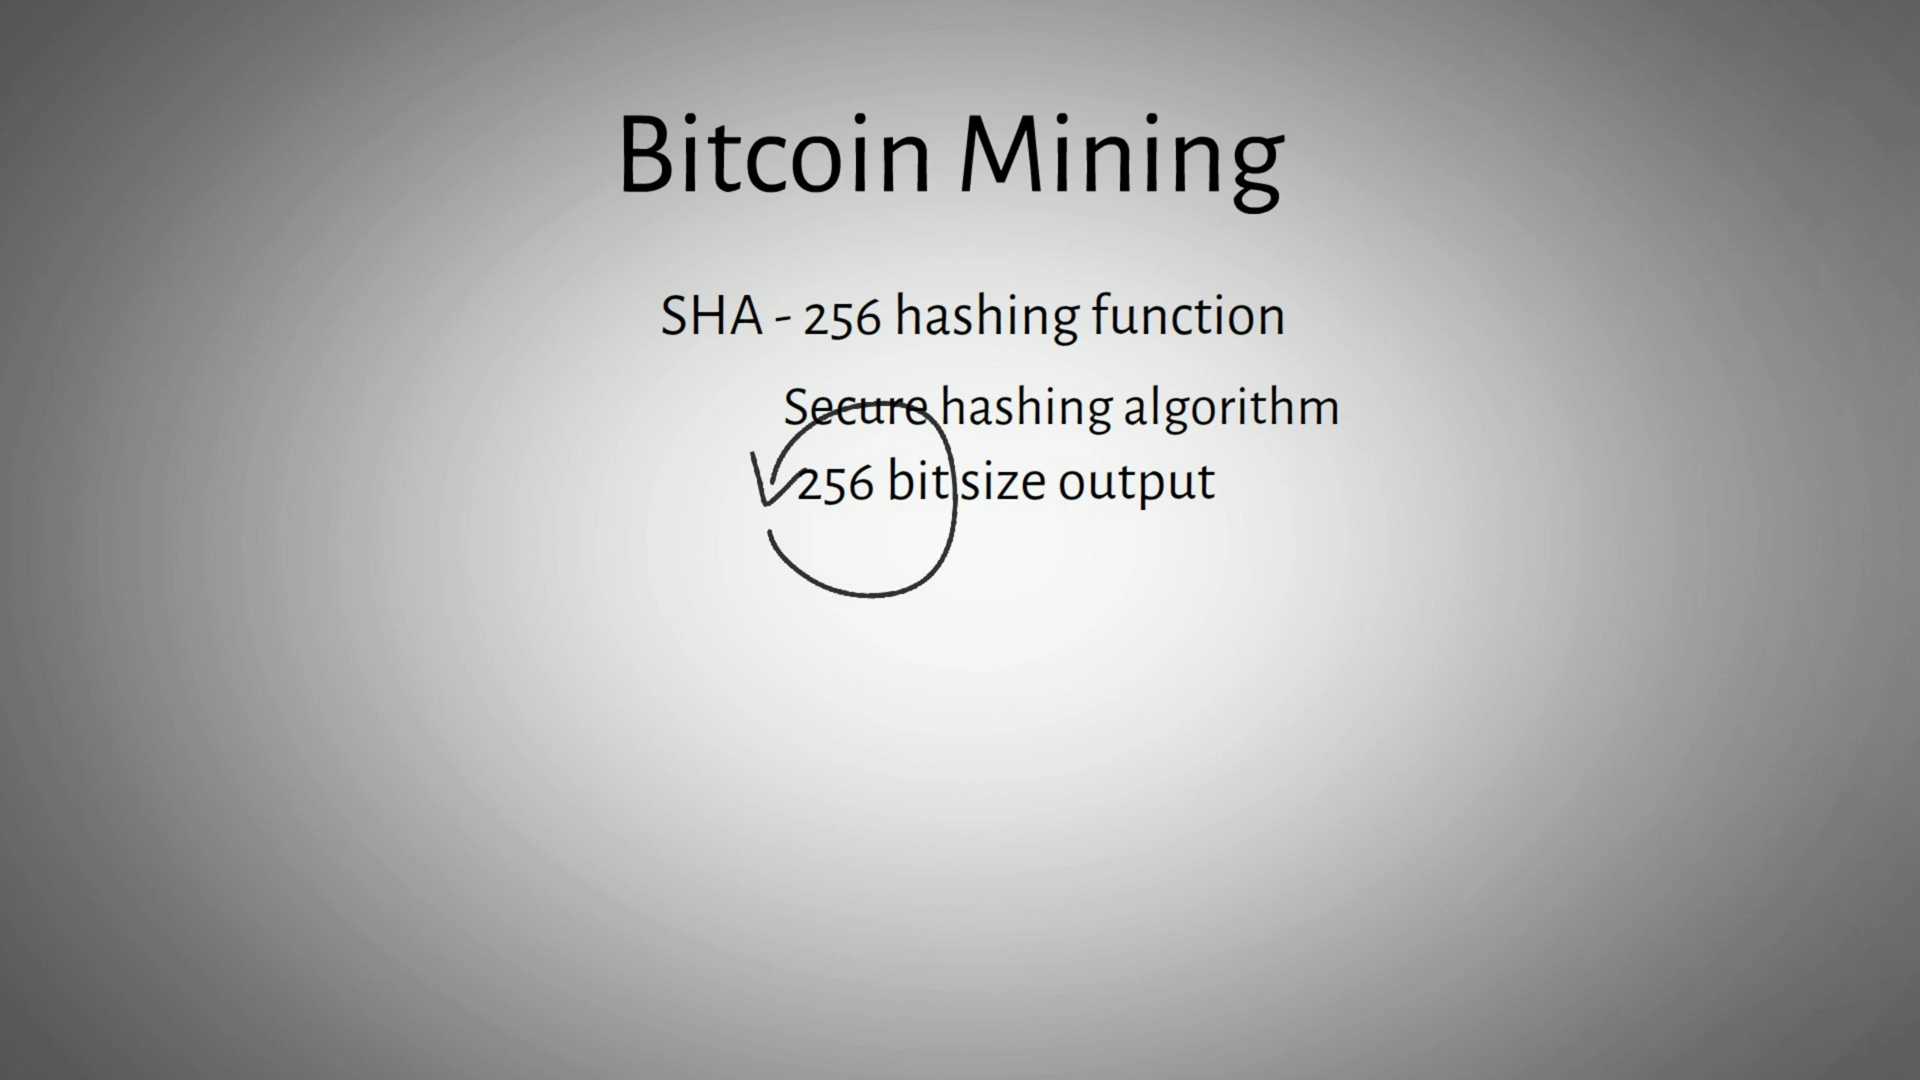 Bitcoin Mining
SHA - 256 hashing function
Secure hashing algorithm
256 bit size output